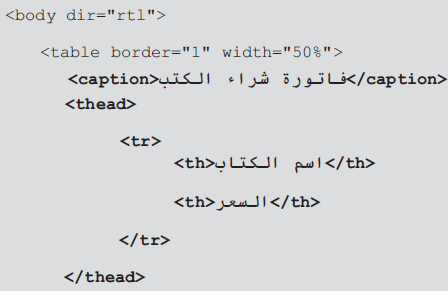 <body dir="rtl">
<table border="1" width="50%">
<caption>فاتورة شراء الكتب</caption>
<thead>
<tr>
<th>اسم الكتاب</th>
<th>السعر</th>
</tr>
</thead>